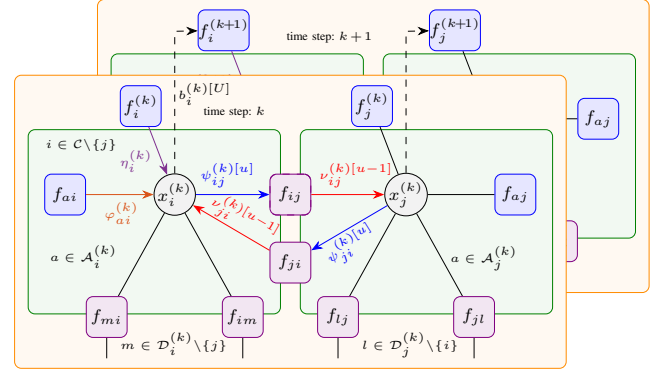 f_i^{(k+1)}
f_j^{(k+1)}
time step: k + 1
b_i^{(k)[U]}
time step: k
f_i^{(k)}
f_j^{(k)}
f_{aj}
i ∈ C\{j}
η_i^{(k)}
ψ_{ij}^{(k)[u]}
ν_{ij}^{(k)[u−1]}
f_{ai}
x_i^{(k)}
f_{ij}
x_j^{(k)}
f_{aj}
φ_{ai}^{(k)}
ν_{ji}^{(k)[u−1]}
ψ_{ji}^{(k)[u]}
a ∈ A_i^{(k)}
f_{ji}
a ∈ A_j^{(k)}
f_{mi}
f_{im}
f_{lj}
f_{jl}
m ∈ D_i^{(k)}\{j}
l ∈ D_j^{(k)}\{i}